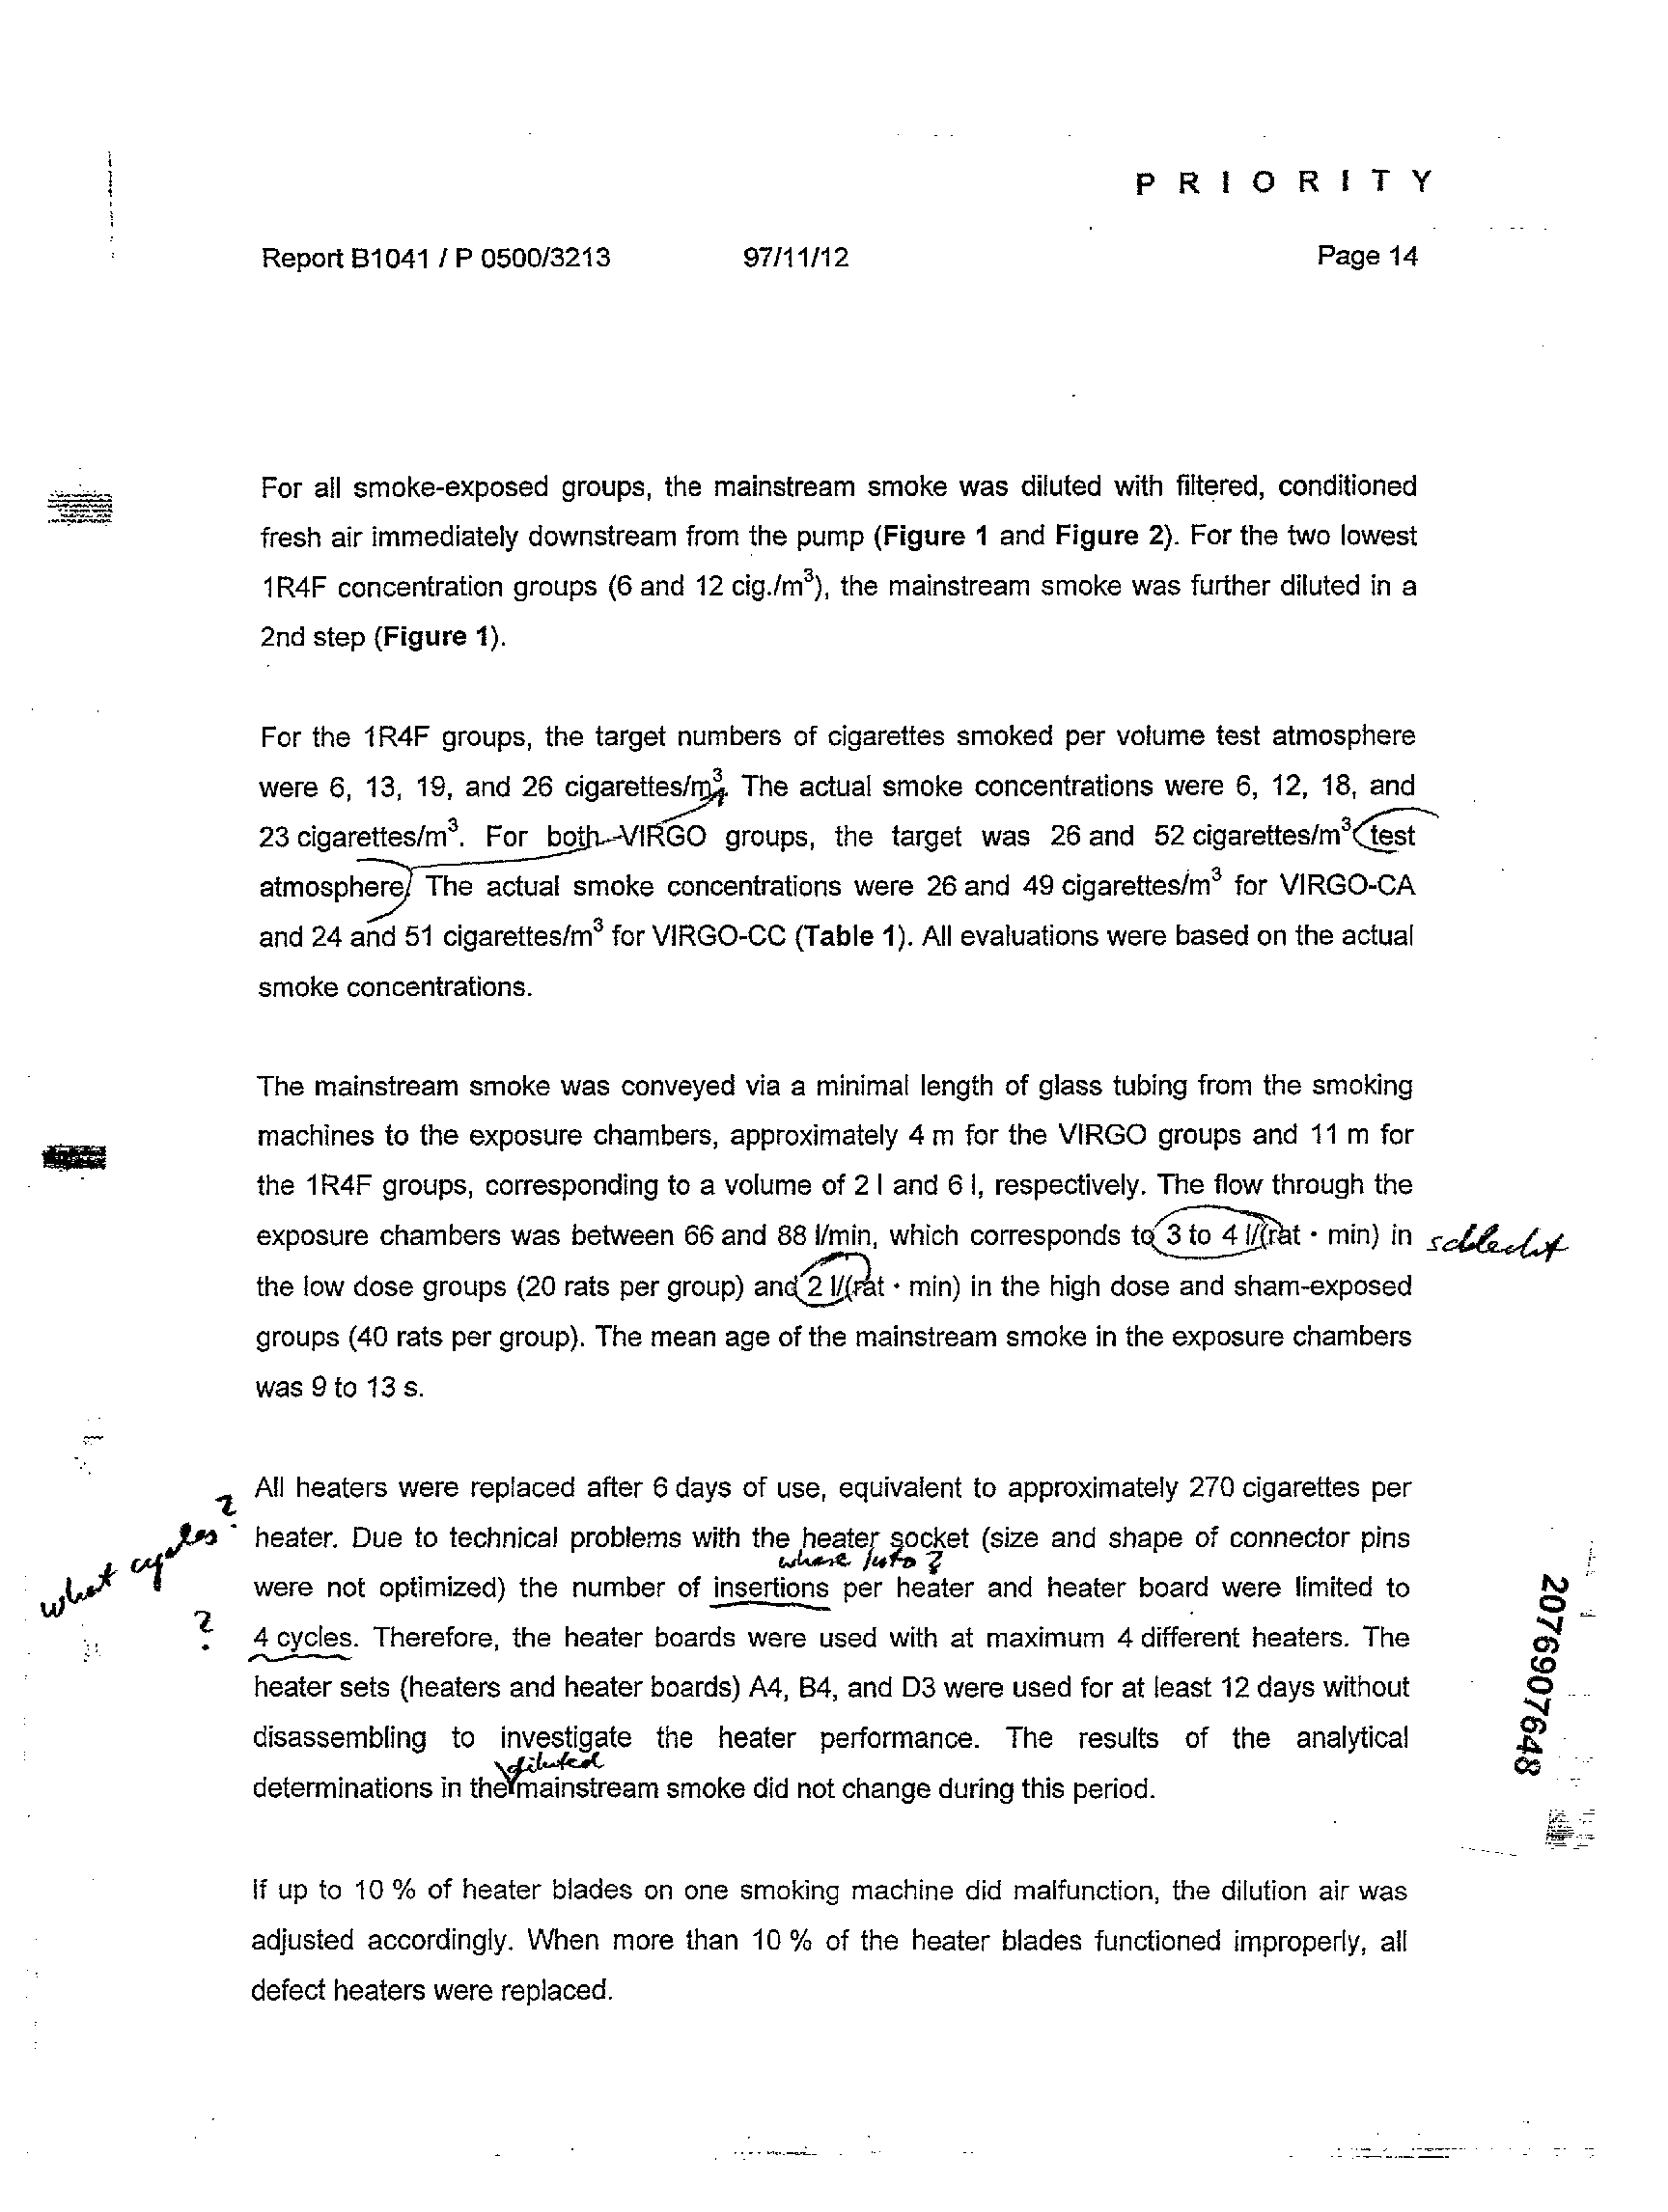 P R I O R I T Y
Report B1041 / P 0500/3213 97/11/12 Page 14
For all smoke-exposed groups, the mainstream smoke was diluted with filtered, conditioned
fresh air immediately downstream from the pump (Figure 1 and Figure 2). For the two lowest
1R4F concentration groups (6 and 12 cig./m³), the mainstream smoke was further diluted in a
2nd step (Figure 1).
For the 1R4F groups, the target numbers of cigarettes smoked per volume test atmosphere
were 6, 13, 19, and 26 cigarettes/m³. The actual smoke concentrations were 6, 12, 18, and
23 cigarettes/m³. For both VIRGO groups, the target was 26 and 52 cigarettes/m³ test
atmosphere. The actual smoke concentrations were 26 and 49 cigarettes/m³ for VIRGO-CA
and 24 and 51 cigarettes/m³ for VIRGO-CC (Table 1). All evaluations were based on the actual
smoke concentrations.
The mainstream smoke was conveyed via a minimal length of glass tubing from the smoking
machines to the exposure chambers, approximately 4 m for the VIRGO groups and 11 m for
the 1R4F groups, corresponding to a volume of 2 l and 6 l, respectively. The flow through the
exposure chambers was between 66 and 88 l/min, which corresponds to 3 to 4 l/(rat · min) in schlecht
the low dose groups (20 rats per group) and 2 l/(rat · min) in the high dose and sham-exposed
groups (40 rats per group). The mean age of the mainstream smoke in the exposure chambers
was 9 to 13 s.
All heaters were replaced after 6 days of use, equivalent to approximately 270 cigarettes per
what cycles?
heater. Due to technical problems with the heater socket (size and shape of connector pins
where into?
were not optimized) the number of insertions per heater and heater board were limited to
? 4 cycles. Therefore, the heater boards were used with at maximum 4 different heaters. The
heater sets (heaters and heater boards) A4, B4, and D3 were used for at least 12 days without
disassembling to investigate the heater performance. The results of the analytical
diluted
determinations in the mainstream smoke did not change during this period.
If up to 10 % of heater blades on one smoking machine did malfunction, the dilution air was
adjusted accordingly. When more than 10 % of the heater blades functioned improperly, all
defect heaters were replaced.
2076907648